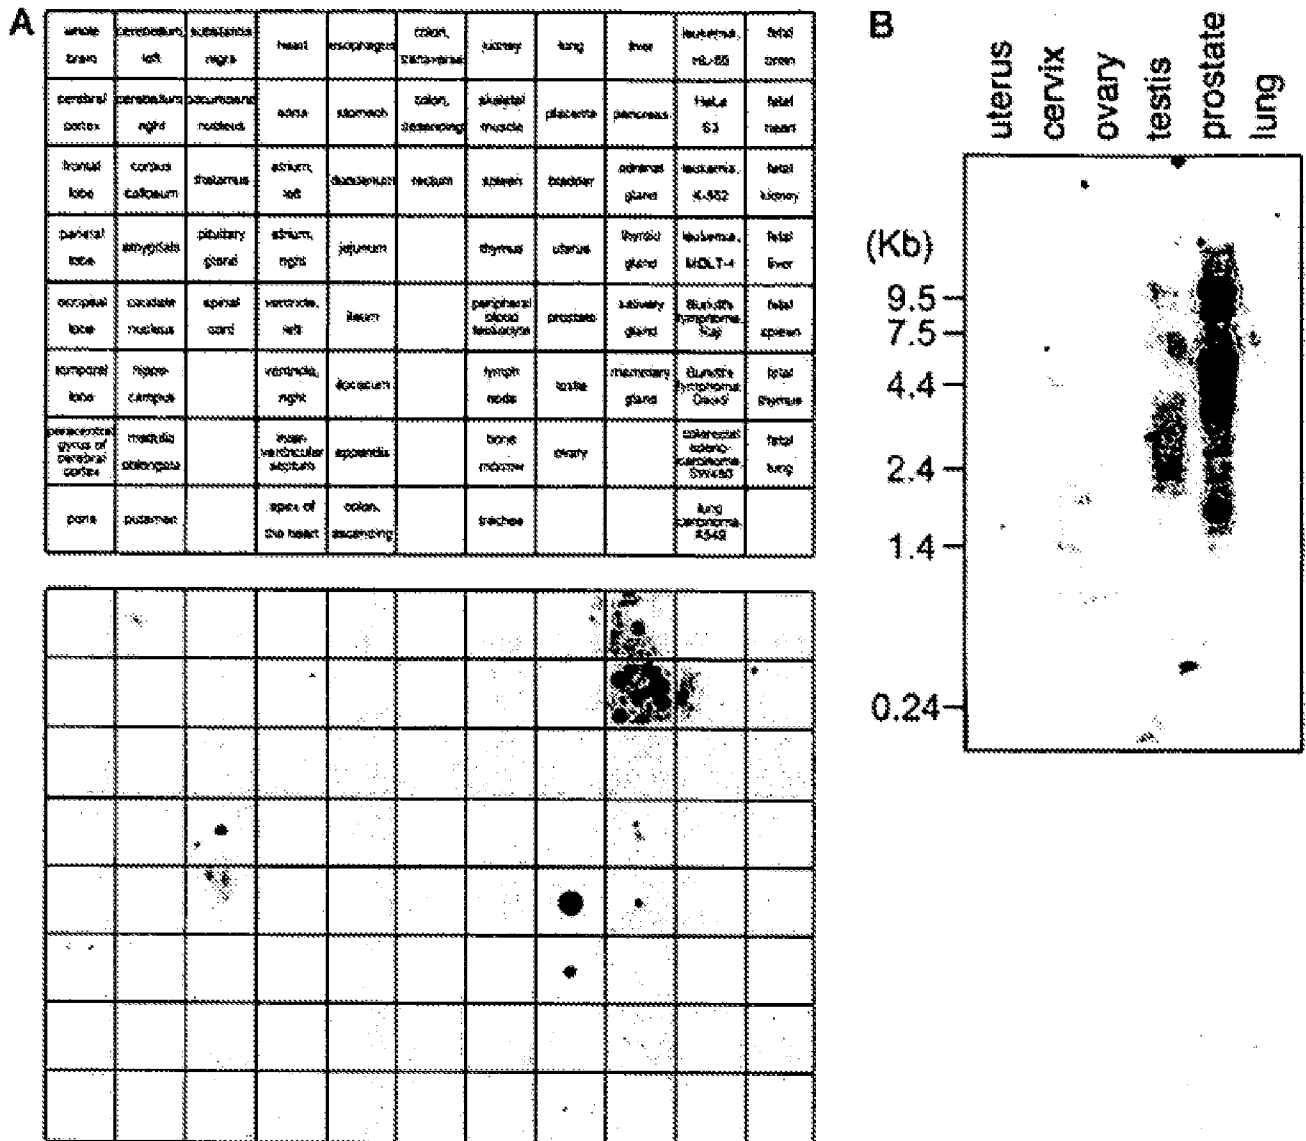 A
whole brain
cerebellum, left
substantia nigra
heart
esophagus
colon, transverse
kidney
lung
liver
leukemia, HL-60
fetal brain
cerebral cortex
cerebellum right
accumbens nucleus
aorta
stomach
colon, descending
skeletal muscle
placenta
pancreas
HeLa S3
fetal heart
frontal lobe
corpus callosum
thalamus
atrium, left
duodenum
rectum
spleen
bladder
adrenal gland
leukemia, K-562
fetal kidney
parietal lobe
amygdala
pituitary gland
atrium, right
jejunum
thymus
uterus
thyroid gland
leukemia, MOLT-4
fetal liver
occipital lobe
caudate nucleus
spinal cord
ventricle, left
ileum
peripheral blood leukocyte
prostate
salivary gland
Burkitt's lymphoma, Raji
fetal spleen
temporal lobe
hippo- campus
ventricle, right
ilocecum
lymph node
testis
mammary gland
Burkitt's lymphoma, Daudi
fetal thymus
paracentral gyrus of cerebral cortex
medulla oblongata
inter- ventricular septum
appendix
bone marrow
ovary
colorectal adeno- carcinoma, SW480
fetal lung
pons
putamen
apex of the heart
colon, ascending
trachea
lung carcinoma, A549
B
uterus
cervix
ovary
testis
prostate
lung
(Kb)
9.5
7.5
4.4
2.4
1.4
0.24